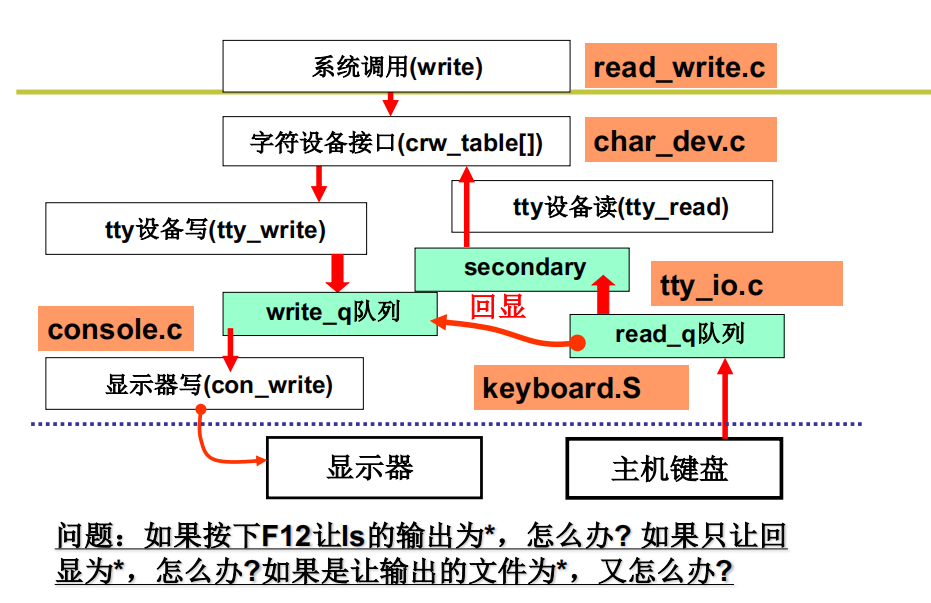 系统调用(write)
read_write.c
字符设备接口(crw_table[])
char_dev.c
tty设备读(tty_read)
tty设备写(tty_write)
secondary
tty_io.c
write_q队列
回显
read_q队列
console.c
显示器写(con_write)
keyboard.S
显示器
主机键盘
问题：如果按下F12让ls的输出为*，怎么办? 如果只让回
显为*，怎么办?如果是让输出的文件为*，又怎么办?